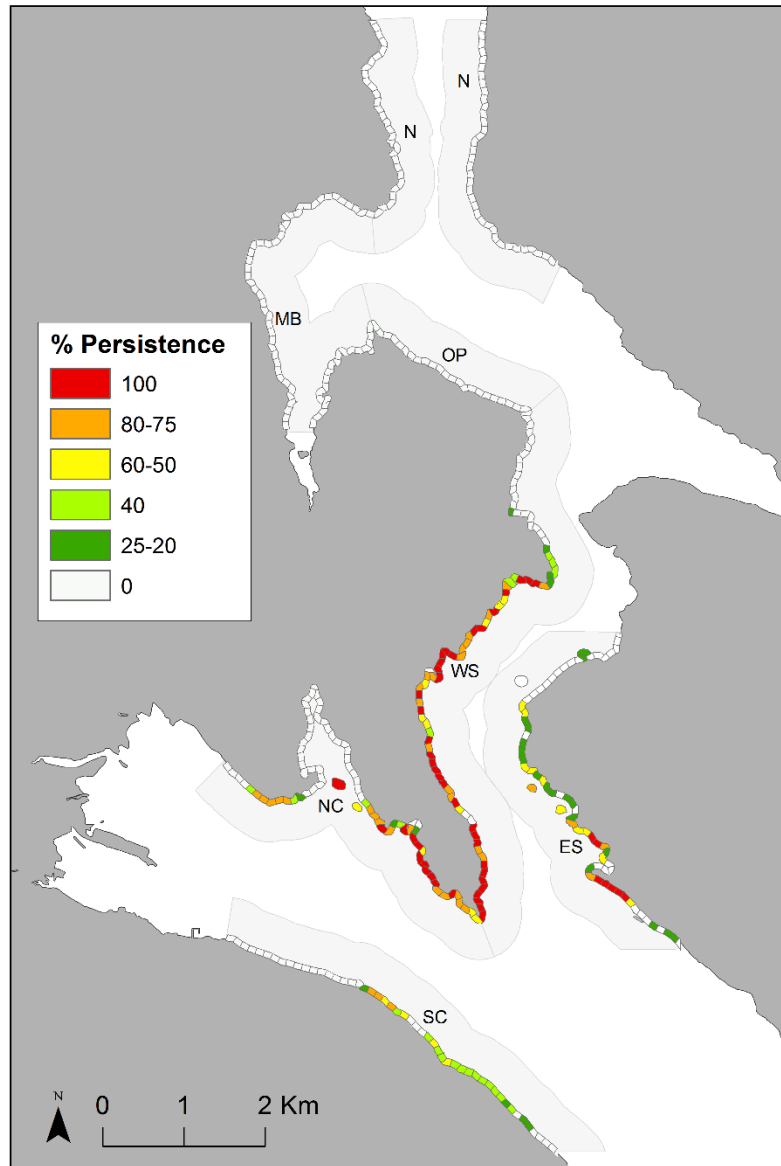 N
N
MB
OP
% Persistence
100
80-75
60-50
40
25-20
0
WS
NC
ES
SC
N
0 1 2 Km